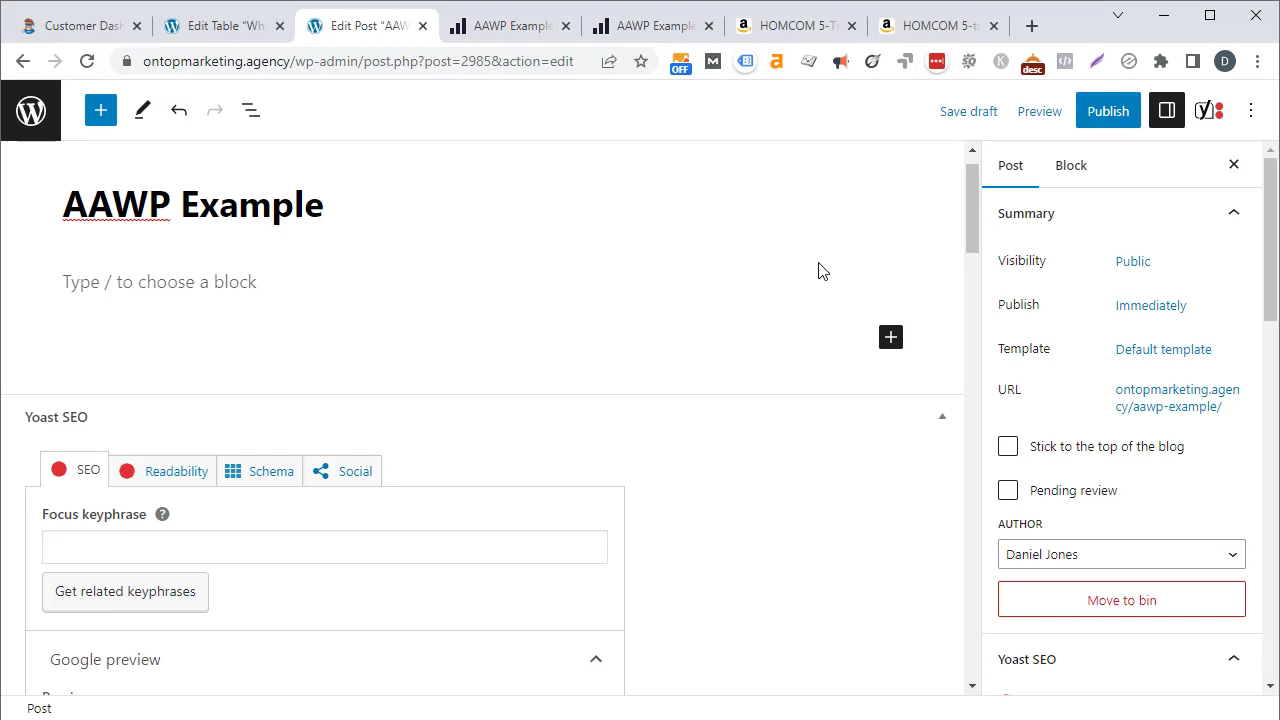 Customer Dasl
Edit Table "Wh
Edit Post "AAW
AAWP Example
AAWP Example
HOMCOM 5-Ti
HOMCOM 5-ti
ontopmarketing.agency/wp-admin/post.php?post=2985&action=edit
OFF
M
a
K
desc
D
Save draft
Preview
Publish
AAWP Example
Type / to choose a block
Post
Block
Summary
Visibility
Public
Publish
Immediately
Template
Default template
URL
ontopmarketing.agen
cy/aawp-example/
Stick to the top of the blog
Pending review
AUTHOR
Daniel Jones
Move to bin
Yoast SEO
Yoast SEO
SEO
Readability
Schema
Social
Focus keyphrase
Get related keyphrases
Google preview
Post